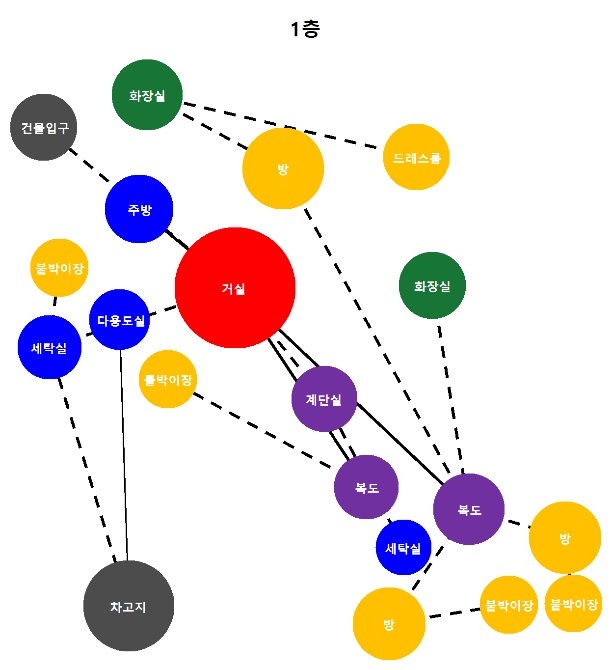 1층
화장실
건물입구
드레스룸
방
주방
붙박이장
거실
화장실
다용도실
세탁실
붙박이장
계단실
복도
복도
방
세탁실
차고지
붙박이장
붙박이장
방